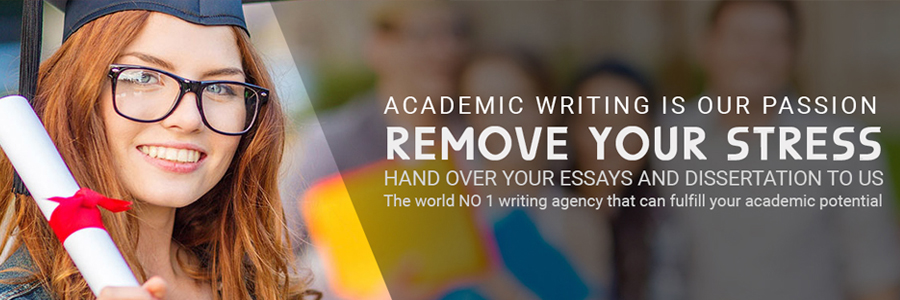 ACADEMIC WRITING IS OUR PASSION
REMOVE YOUR STRESS
HAND OVER YOUR ESSAYS AND DISSERTATION TO US
The world NO 1 writing agency that can fulfill your academic potential